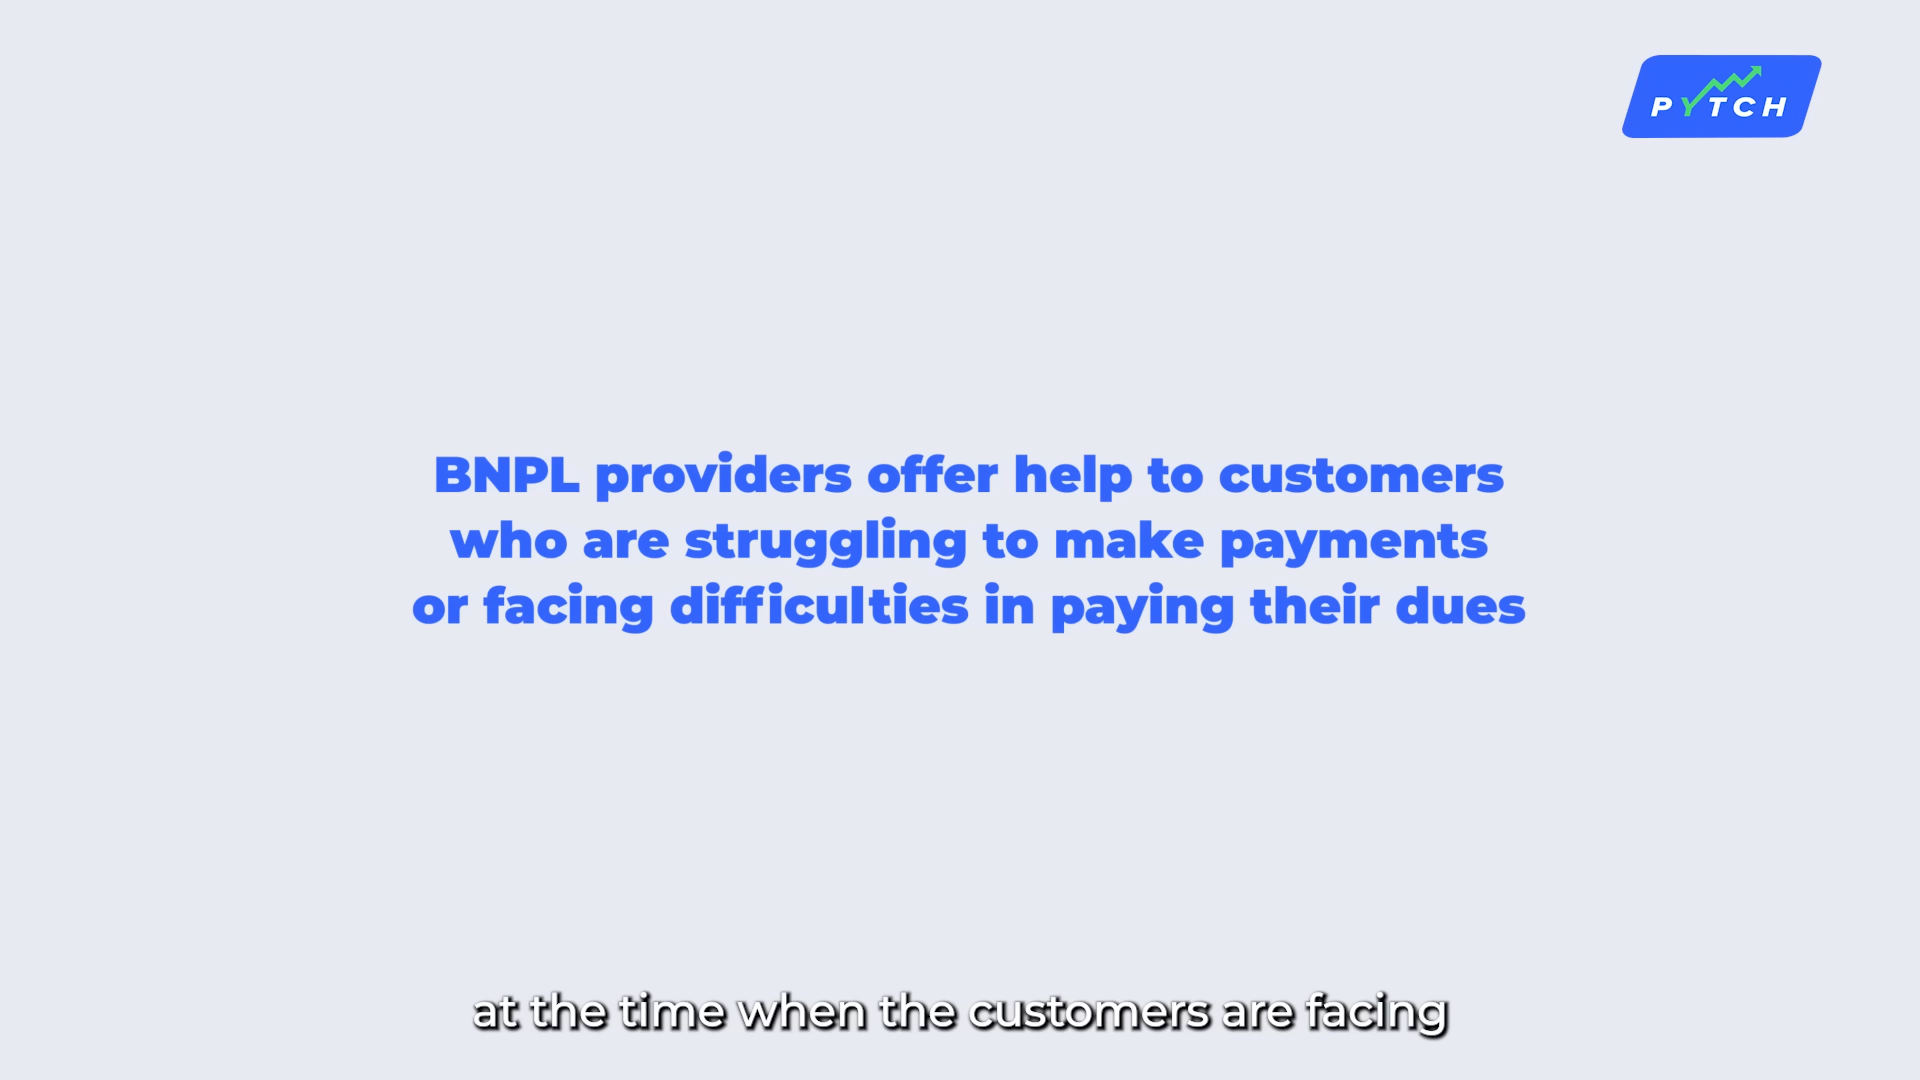 PYTCH
BNPL providers offer help to customers
who are struggling to make payments
or facing difficulties in paying their dues
at the time when the customers are facing